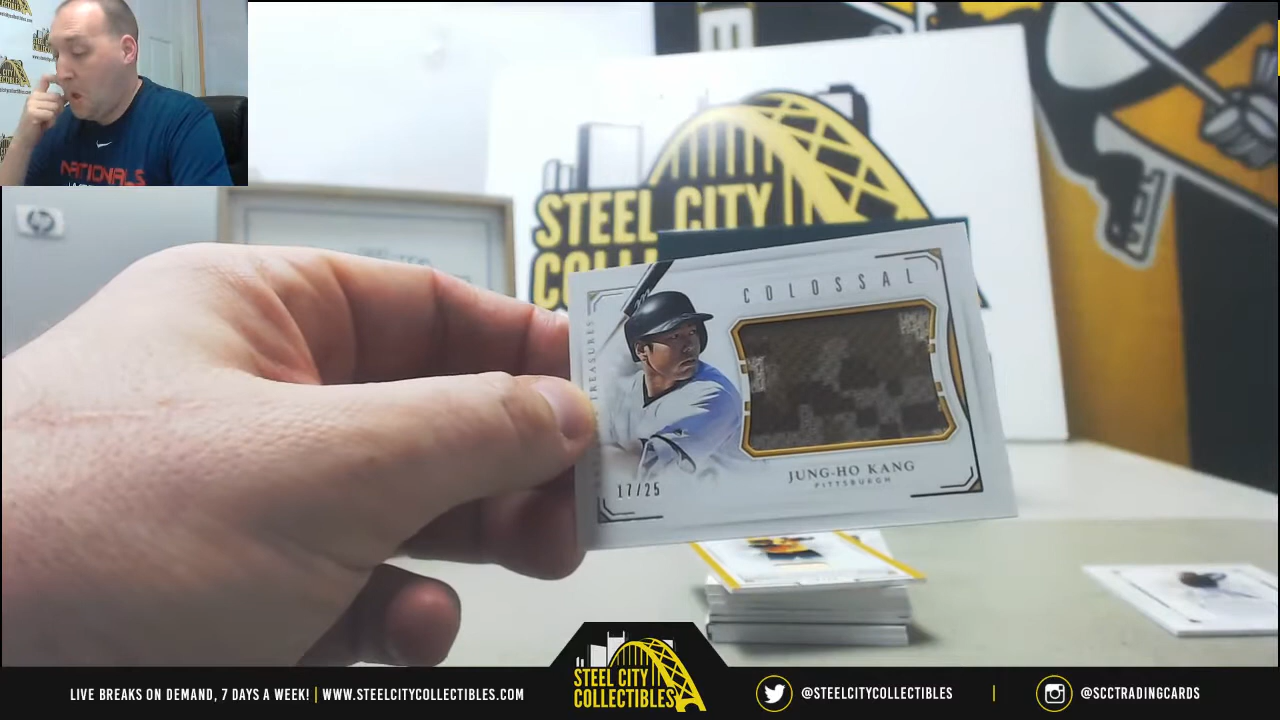 NATIONALS
hp
STEEL CITY
COLOSSAL
TREASURES
17/25
JUNG-HO KANG
PITTSBURGH
LIVE BREAKS ON DEMAND, 7 DAYS A WEEK! | WWW.STEELCITYCOLLECTIBLES.COM
STEEL CITY
COLLECTIBLES
@STEELCITYCOLLECTIBLES | @SCCTRADINGCARDS